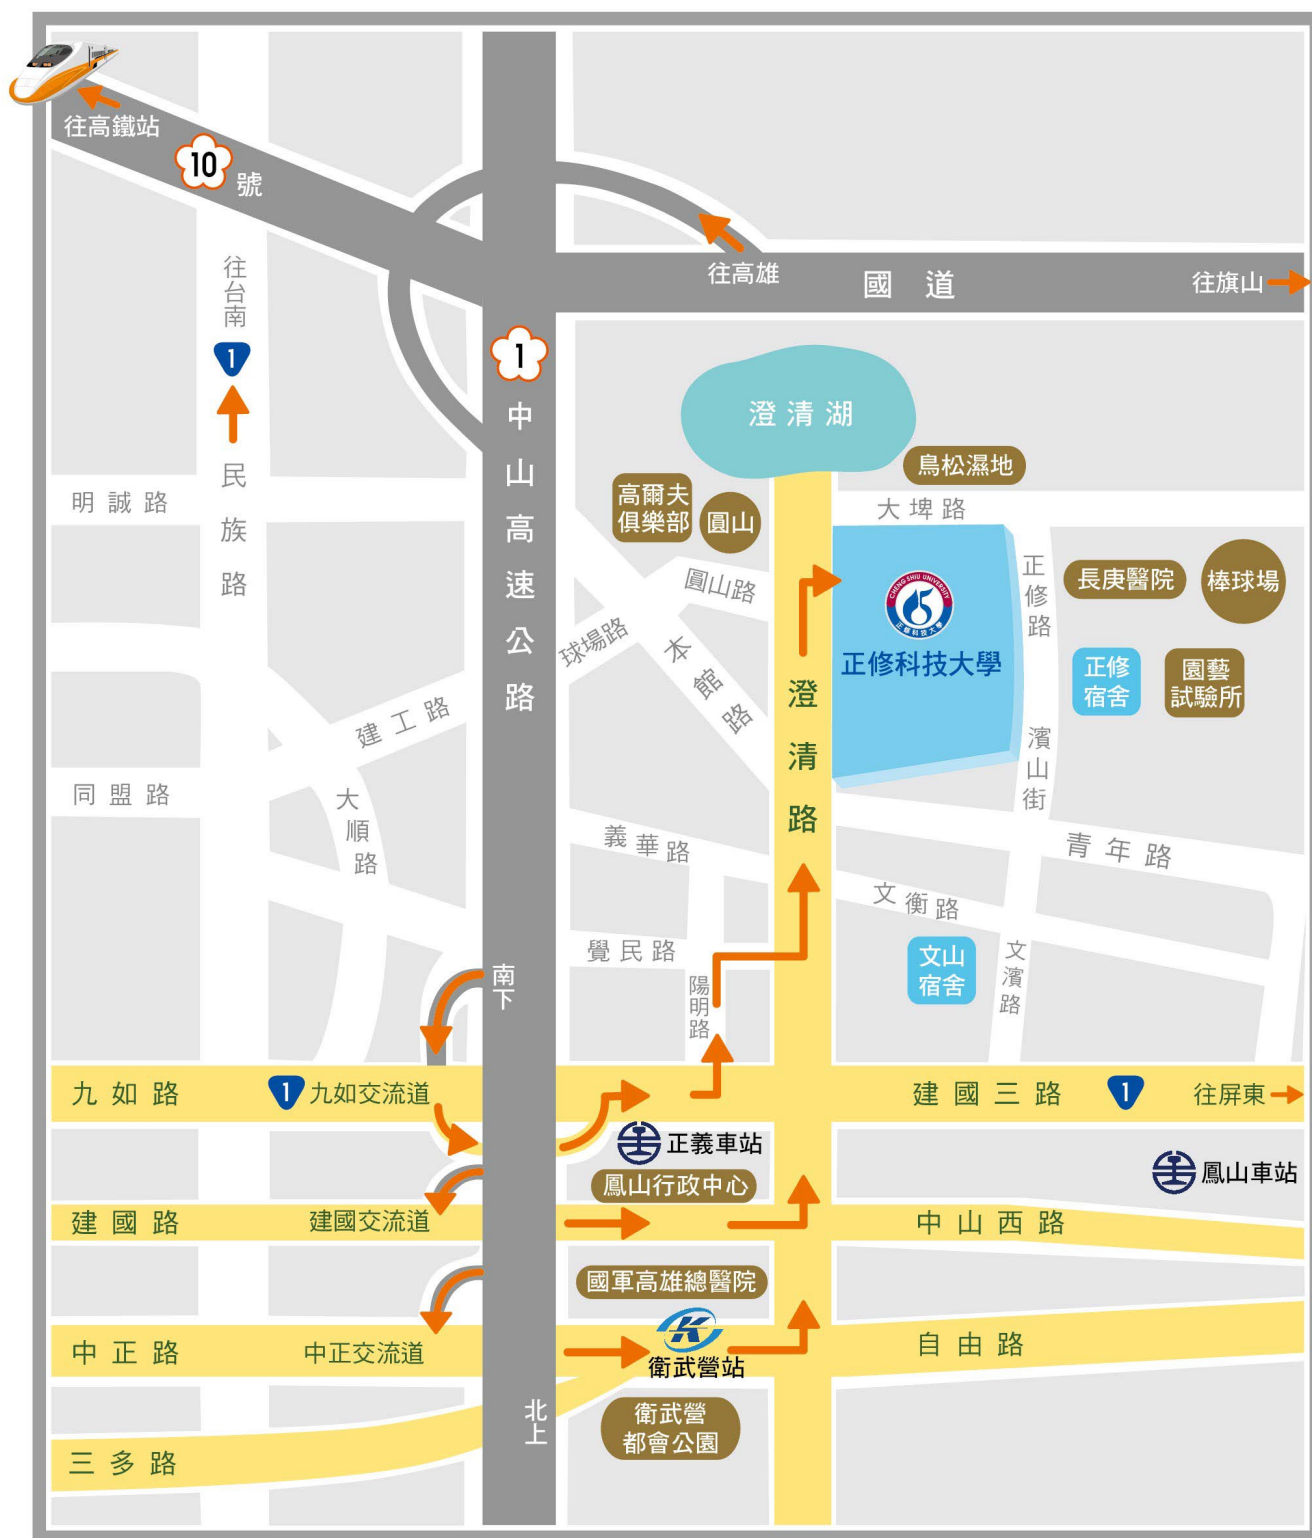 往高鐵站
10
號
往高雄
國道
往旗山
往台南
1
民族路
1
中山高速公路
澄清湖
鳥松濕地
高爾夫
俱樂部
圓山
大埤路
明誠路
圓山路
CHENG SHIU UNIVERSITY
正修科技大學
正修科技大學
正修路
長庚醫院
棒球場
球場路
本館路
正修
宿舍
園藝
試驗所
建工路
澄清路
濱山街
同盟路
大順路
義華路
青年路
文衡路
覺民路
文山
宿舍
文濱路
南下
陽明路
九如路
1
九如交流道
建國三路
1
往屏東
正義車站
鳳山行政中心
鳳山車站
建國路
建國交流道
中山西路
國軍高雄總醫院
K
中正路
中正交流道
衛武營站
自由路
北上
衛武營
都會公園
三多路